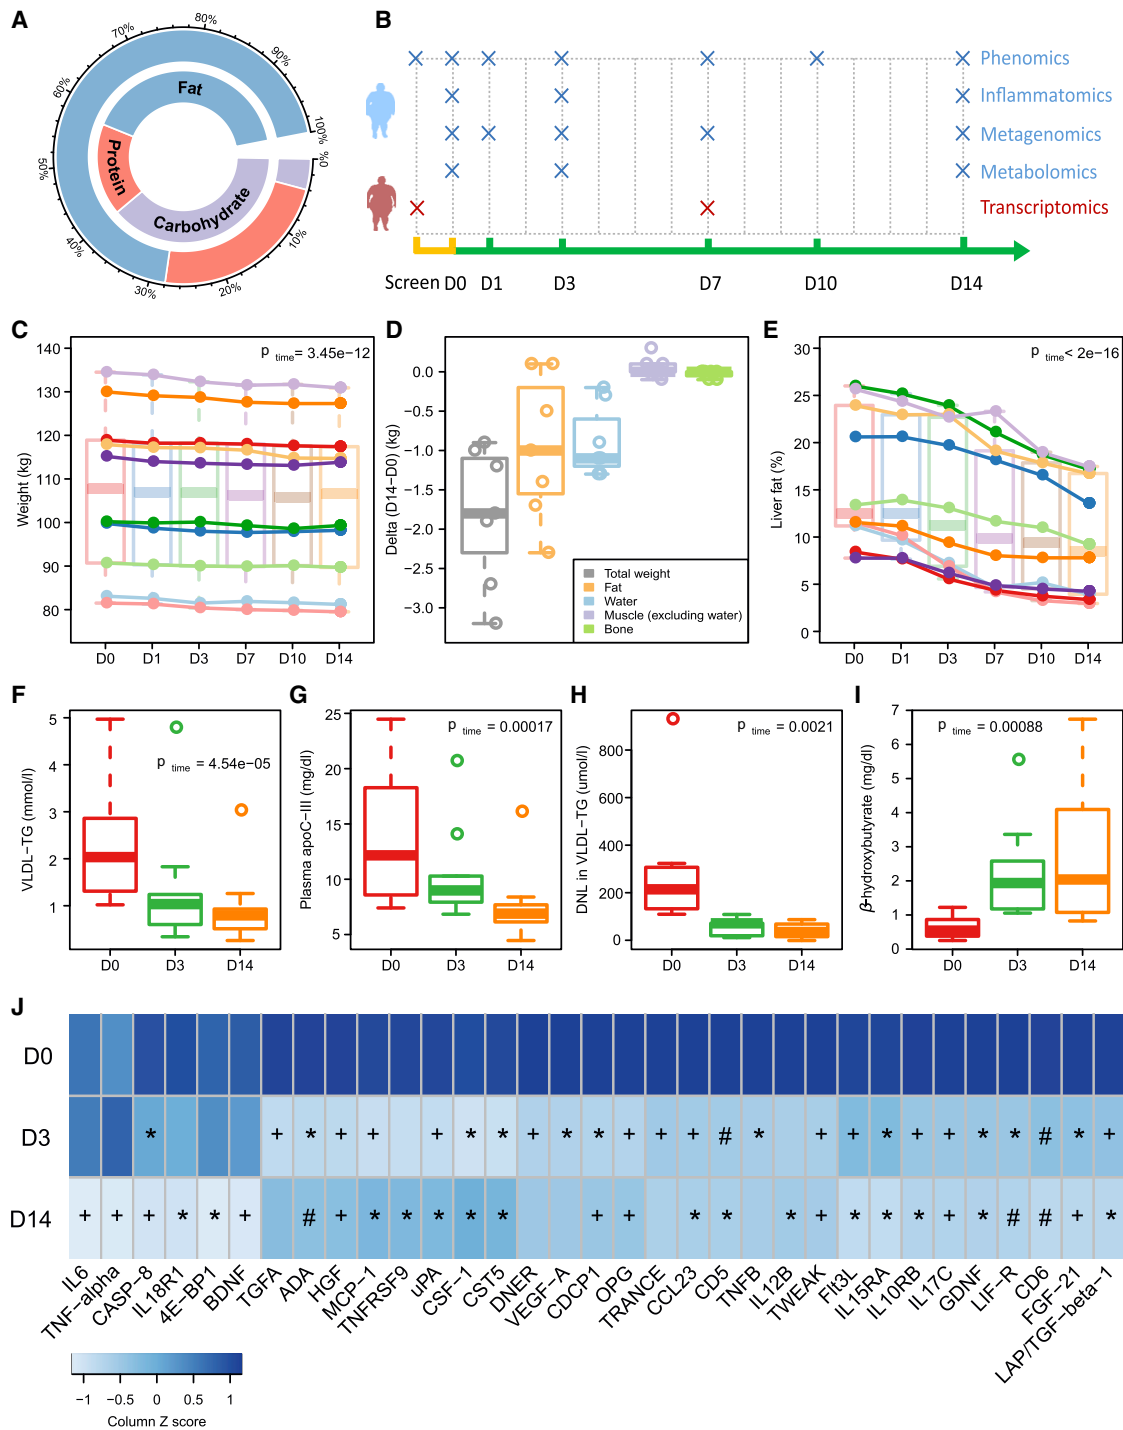 A
0%
10%
20%
30%
40%
50%
60%
70%
80%
90%
100%
Fat
Protein
Carbohydrate
B
Phenomics
Inflammatomics
Metagenomics
Metabolomics
Transcriptomics
Screen D0 D1 D3 D7 D10 D14
C
Weight (kg)
140
130
120
110
100
90
80
p time= 3.45e−12
D0 D1 D3 D7 D10 D14
D
Delta (D14−D0) (kg)
0.0
−0.5
−1.0
−1.5
−2.0
−2.5
−3.0
Total weight
Fat
Water
Muscle (excluding water)
Bone
E
Liver fat (%)
30
25
20
15
10
5
0
p time< 2e−16
D0 D1 D3 D7 D10 D14
F
VLDL−TG (mmol/l)
5
4
3
2
1
p time = 4.54e−05
D0 D3 D14
G
Plasma apoC−III (mg/dl)
25
20
15
10
5
p time = 0.00017
D0 D3 D14
H
DNL in VLDL−TG (umol/l)
800
600
400
200
0
p time = 0.0021
D0 D3 D14
I
β−hydroxybutyrate (mg/dl)
7
6
5
4
3
2
1
0
p time = 0.00088
D0 D3 D14
J
D0
D3 * + * + + + * * + * * + + + # * + + * + + * * # * +
D14 + + + * * + # + * * * * * + + * * * + * * * + * # # + *
IL6
TNF−alpha
CASP−8
IL18R1
4E−BP1
BDNF
TGFA
ADA
HGF
MCP−1
TNFRSF9
uPA
CSF−1
CST5
DNER
VEGF−A
CDCP1
OPG
TRANCE
CCL23
CD5
TNFB
IL12B
TWEAK
Flt3L
IL15RA
IL10RB
IL17C
GDNF
LIF−R
CD6
FGF−21
LAP/TGF−beta−1
−1 −0.5 0 0.5 1
Column Z score